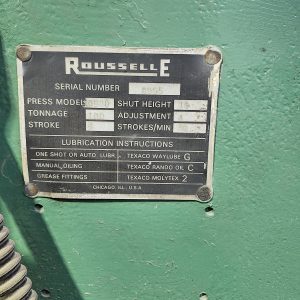 ROUSSELLE
SERIAL NUMBER
PRESS MODEL SHUT HEIGHT
TONNAGE ADJUSTMENT
STROKE STROKES/MIN
LUBRICATION INSTRUCTIONS
ONE SHOT OR AUTO. LUBR. TEXACO WAYLUBE G
MANUAL OILING TEXACO RANDO OIL C
GREASE FITTINGS TEXACO MOLYTEX 2
CHICAGO, ILL., U.S.A.